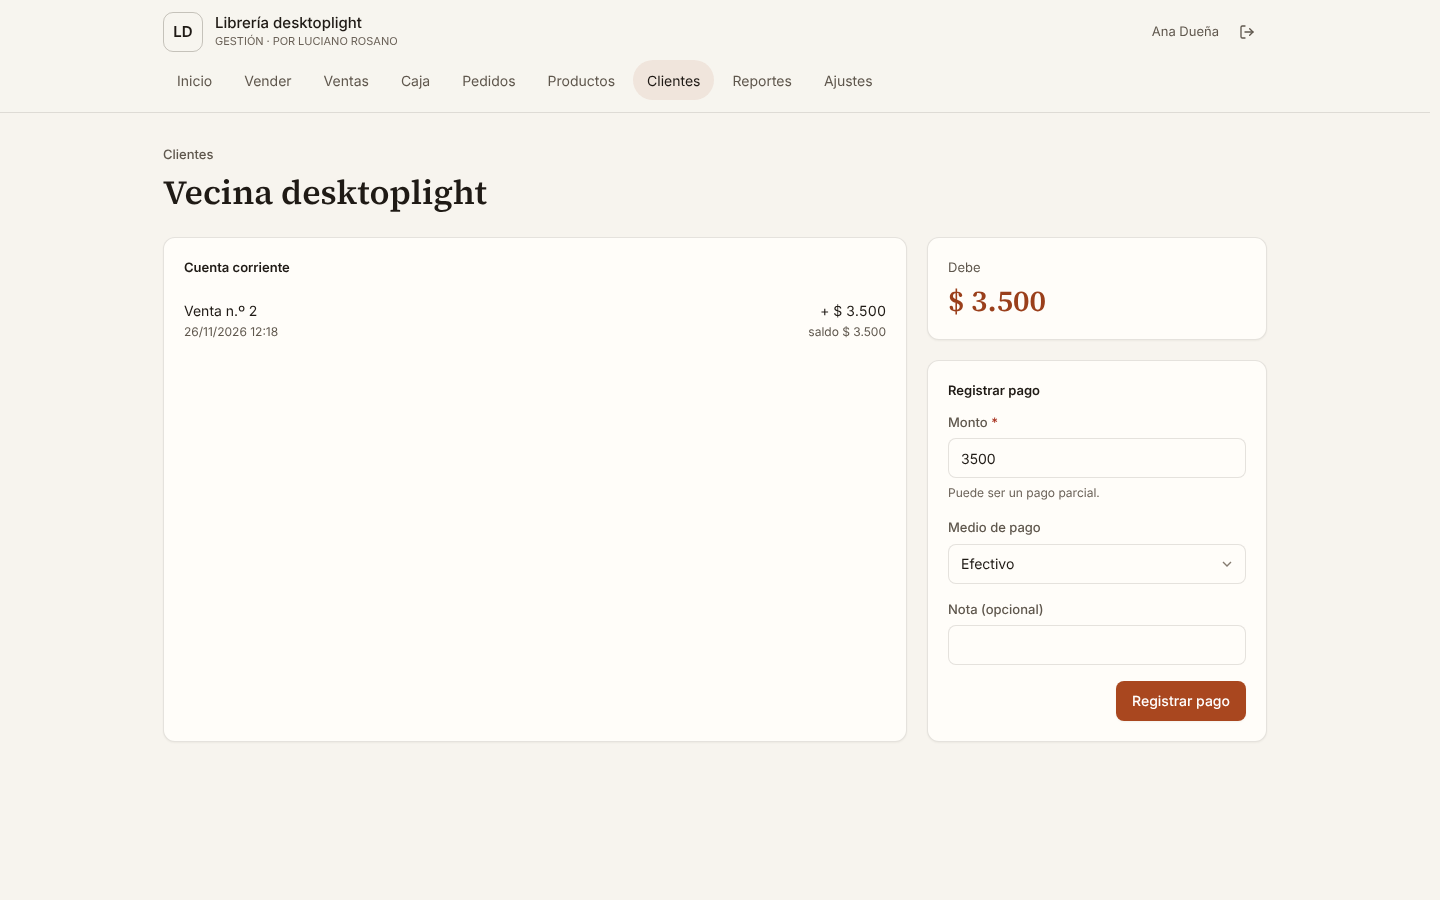 LD
Librería desktoplight
GESTIÓN · POR LUCIANO ROSANO
Ana Dueña
Inicio
Vender
Ventas
Caja
Pedidos
Productos
Clientes
Reportes
Ajustes
Clientes
Vecina desktoplight
Cuenta corriente
Venta n.º 2
+ $ 3.500
26/11/2026 12:18
saldo $ 3.500
Debe
$ 3.500
Registrar pago
Monto *
3500
Puede ser un pago parcial.
Medio de pago
Efectivo
Nota (opcional)
Registrar pago